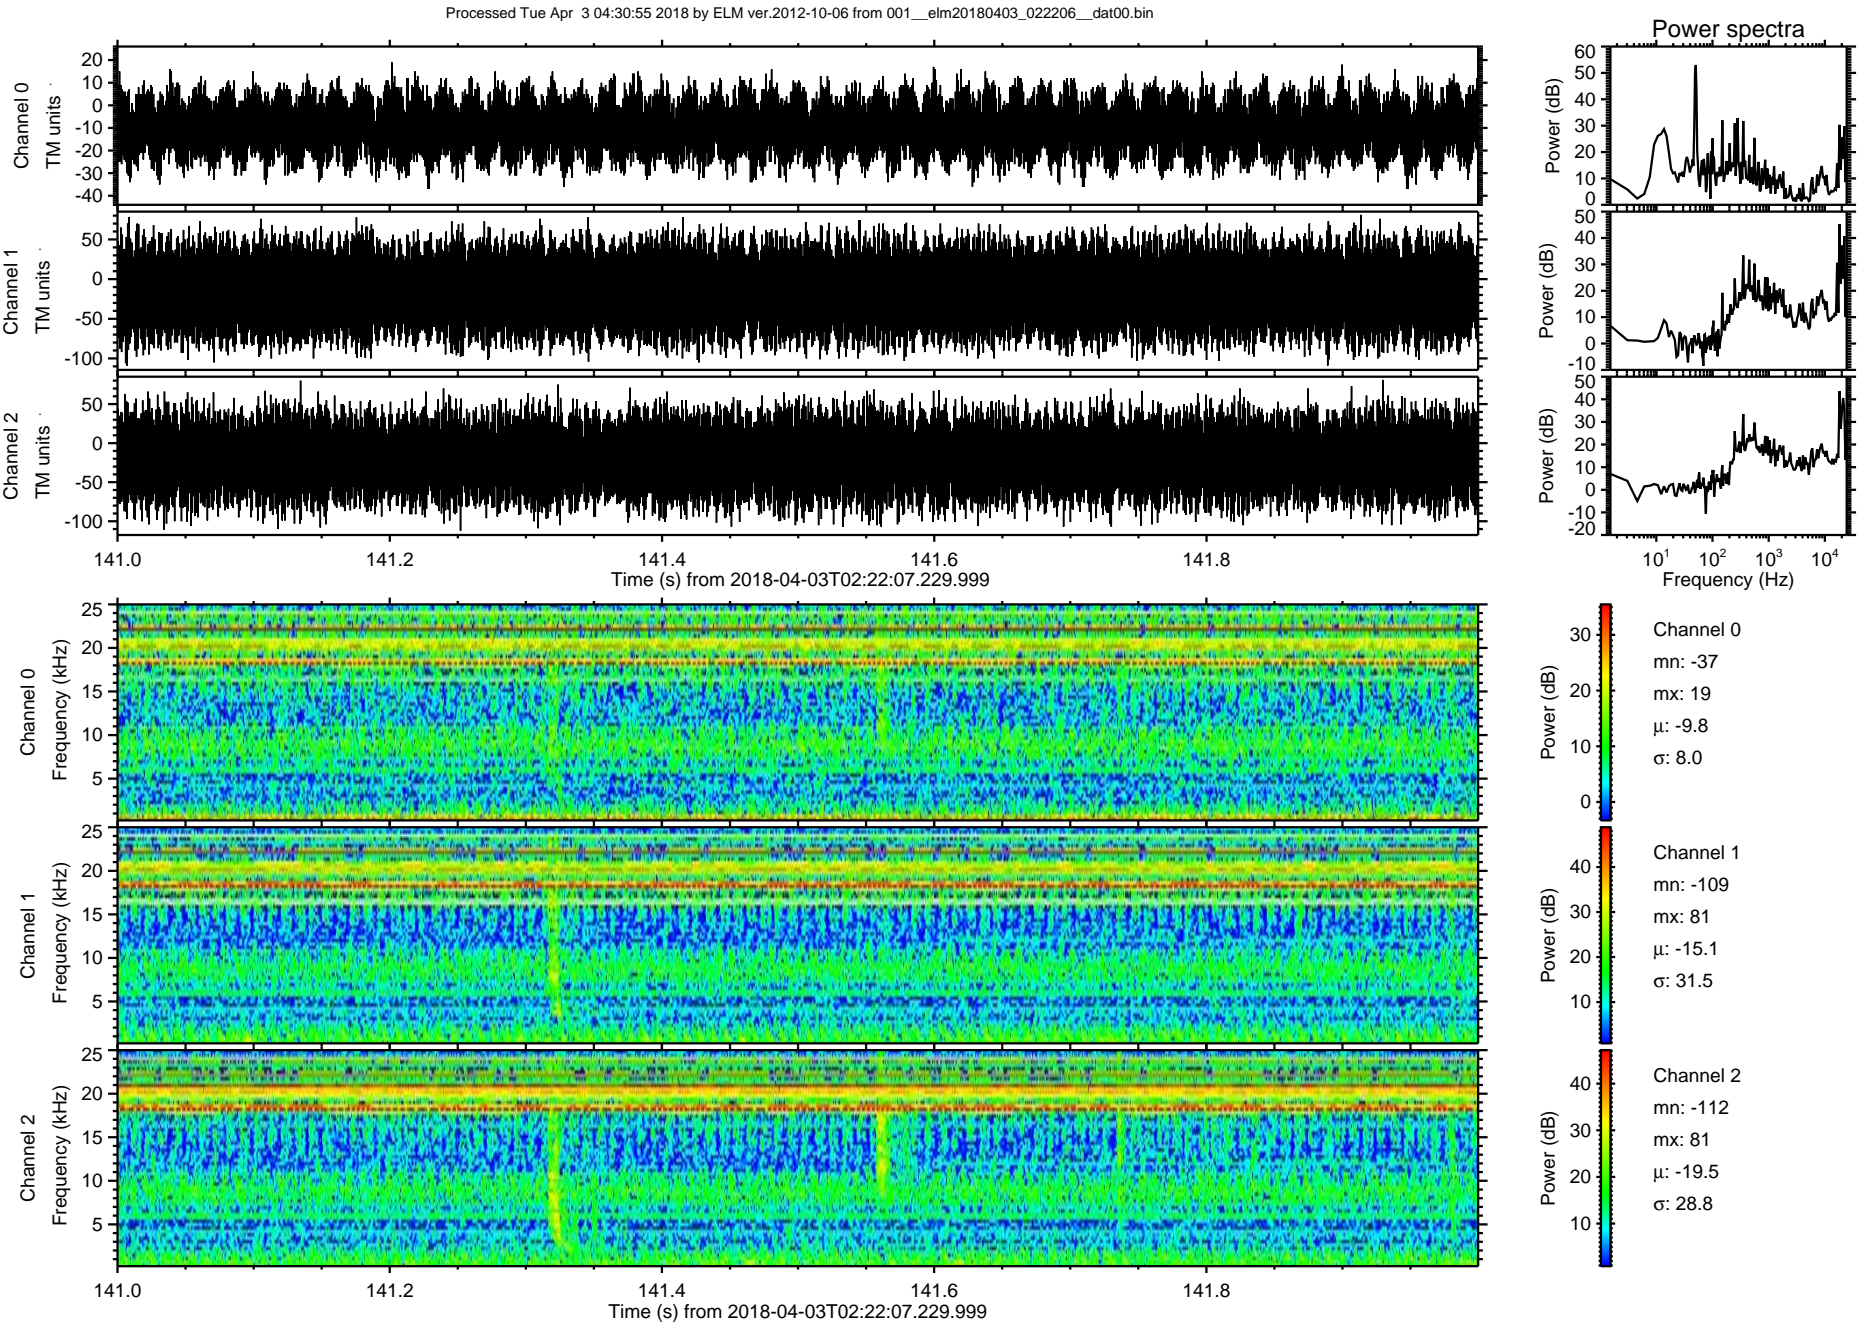 Processed Tue Apr 3 04:30:55 2018 by ELM ver.2012-10-06 from 001__elm20180403_022206__dat00.bin
Power spectra
Channel 0
TM units
20
10
0
-10
-20
-30
-40
Power (dB)
60
50
40
30
20
10
0
Channel 1
TM units
50
0
-50
-100
Power (dB)
50
40
30
20
10
0
-10
Channel 2
TM units
50
0
-50
-100
Power (dB)
50
40
30
20
10
0
-10
-20
141.0 141.2 141.4 141.6 141.8
Time (s) from 2018-04-03T02:22:07.229.999
10^1 10^2 10^3 10^4
Frequency (Hz)
Channel 0
Frequency (kHz)
25
20
15
10
5
Power (dB)
30
20
10
0
Channel 0
mn: -37
mx: 19
μ: -9.8
σ: 8.0
Channel 1
Frequency (kHz)
25
20
15
10
5
Power (dB)
40
30
20
10
Channel 1
mn: -109
mx: 81
μ: -15.1
σ: 31.5
Channel 2
Frequency (kHz)
25
20
15
10
5
Power (dB)
40
30
20
10
Channel 2
mn: -112
mx: 81
μ: -19.5
σ: 28.8
141.0 141.2 141.4 141.6 141.8
Time (s) from 2018-04-03T02:22:07.229.999